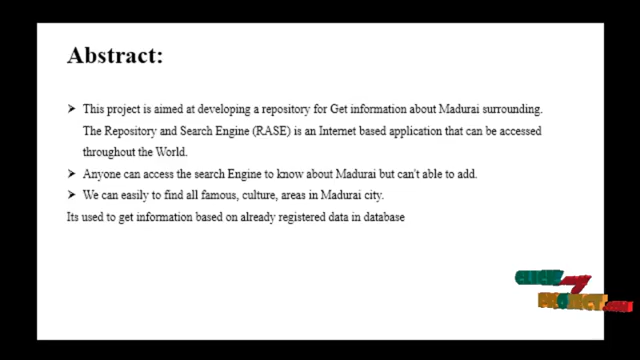 Abstract:
➤ This project is aimed at developing a repository for Get information about Madurai surrounding.
The Repository and Search Engine (RASE) is an Internet based application that can be accessed
throughout the World.
➤ Anyone can access the search Engine to know about Madurai but can't able to add.
➤ We can easily to find all famous, culture, areas in Madurai city.
Its used to get information based on already registered data in database
CLICK
PROJECT.com